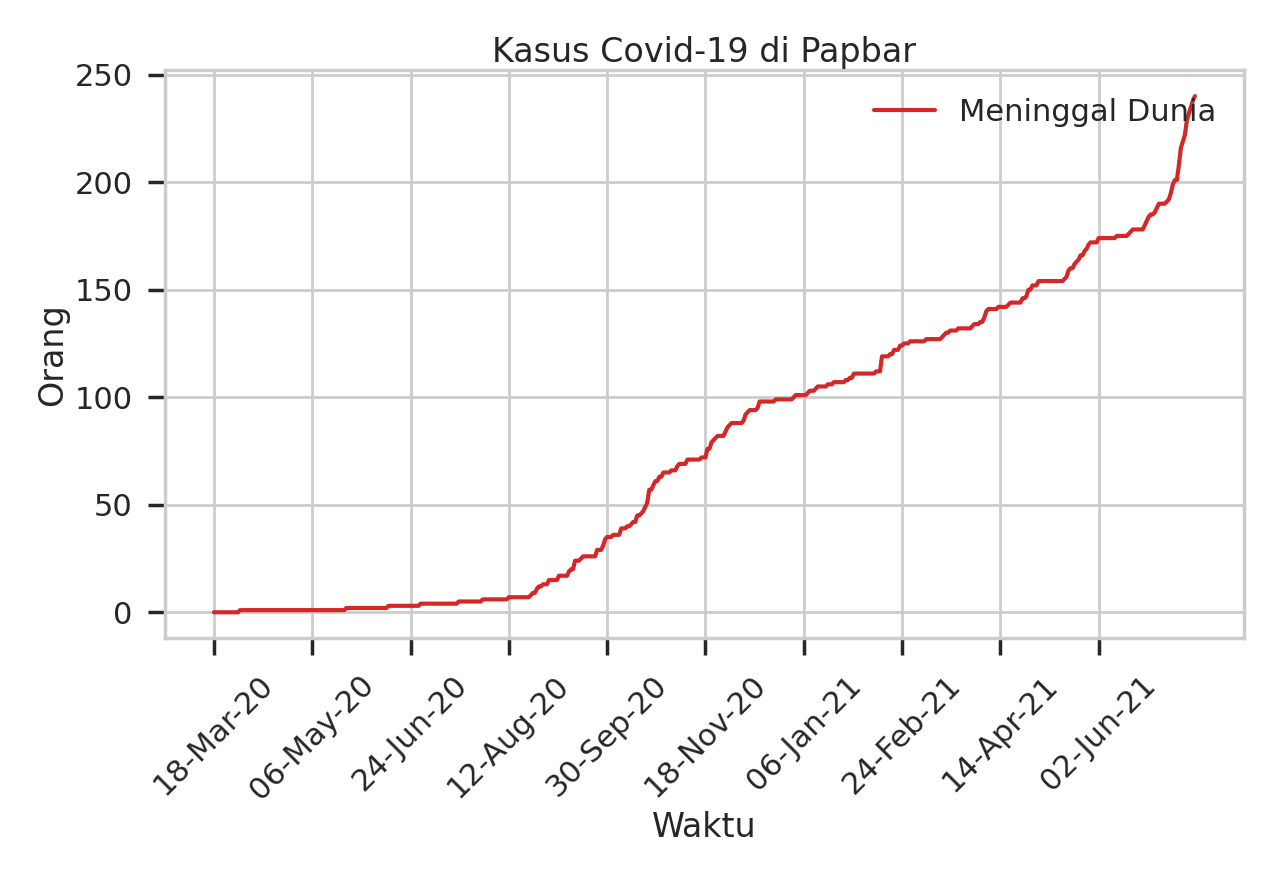 Kasus Covid-19 di Papbar
Meninggal Dunia
Orang
250
200
150
100
50
0
18-Mar-20
06-May-20
24-Jun-20
12-Aug-20
30-Sep-20
18-Nov-20
06-Jan-21
24-Feb-21
14-Apr-21
02-Jun-21
Waktu